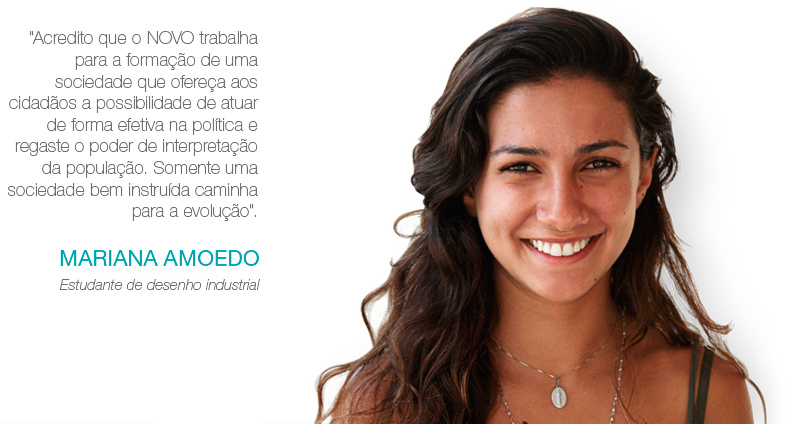 "Acredito que o NOVO trabalha
para a formação de uma
sociedade que ofereça aos
cidadãos a possibilidade de atuar
de forma efetiva na política e
regaste o poder de interpretação
da população. Somente uma
sociedade bem instruída caminha
para a evolução".
MARIANA AMOEDO
Estudante de desenho industrial